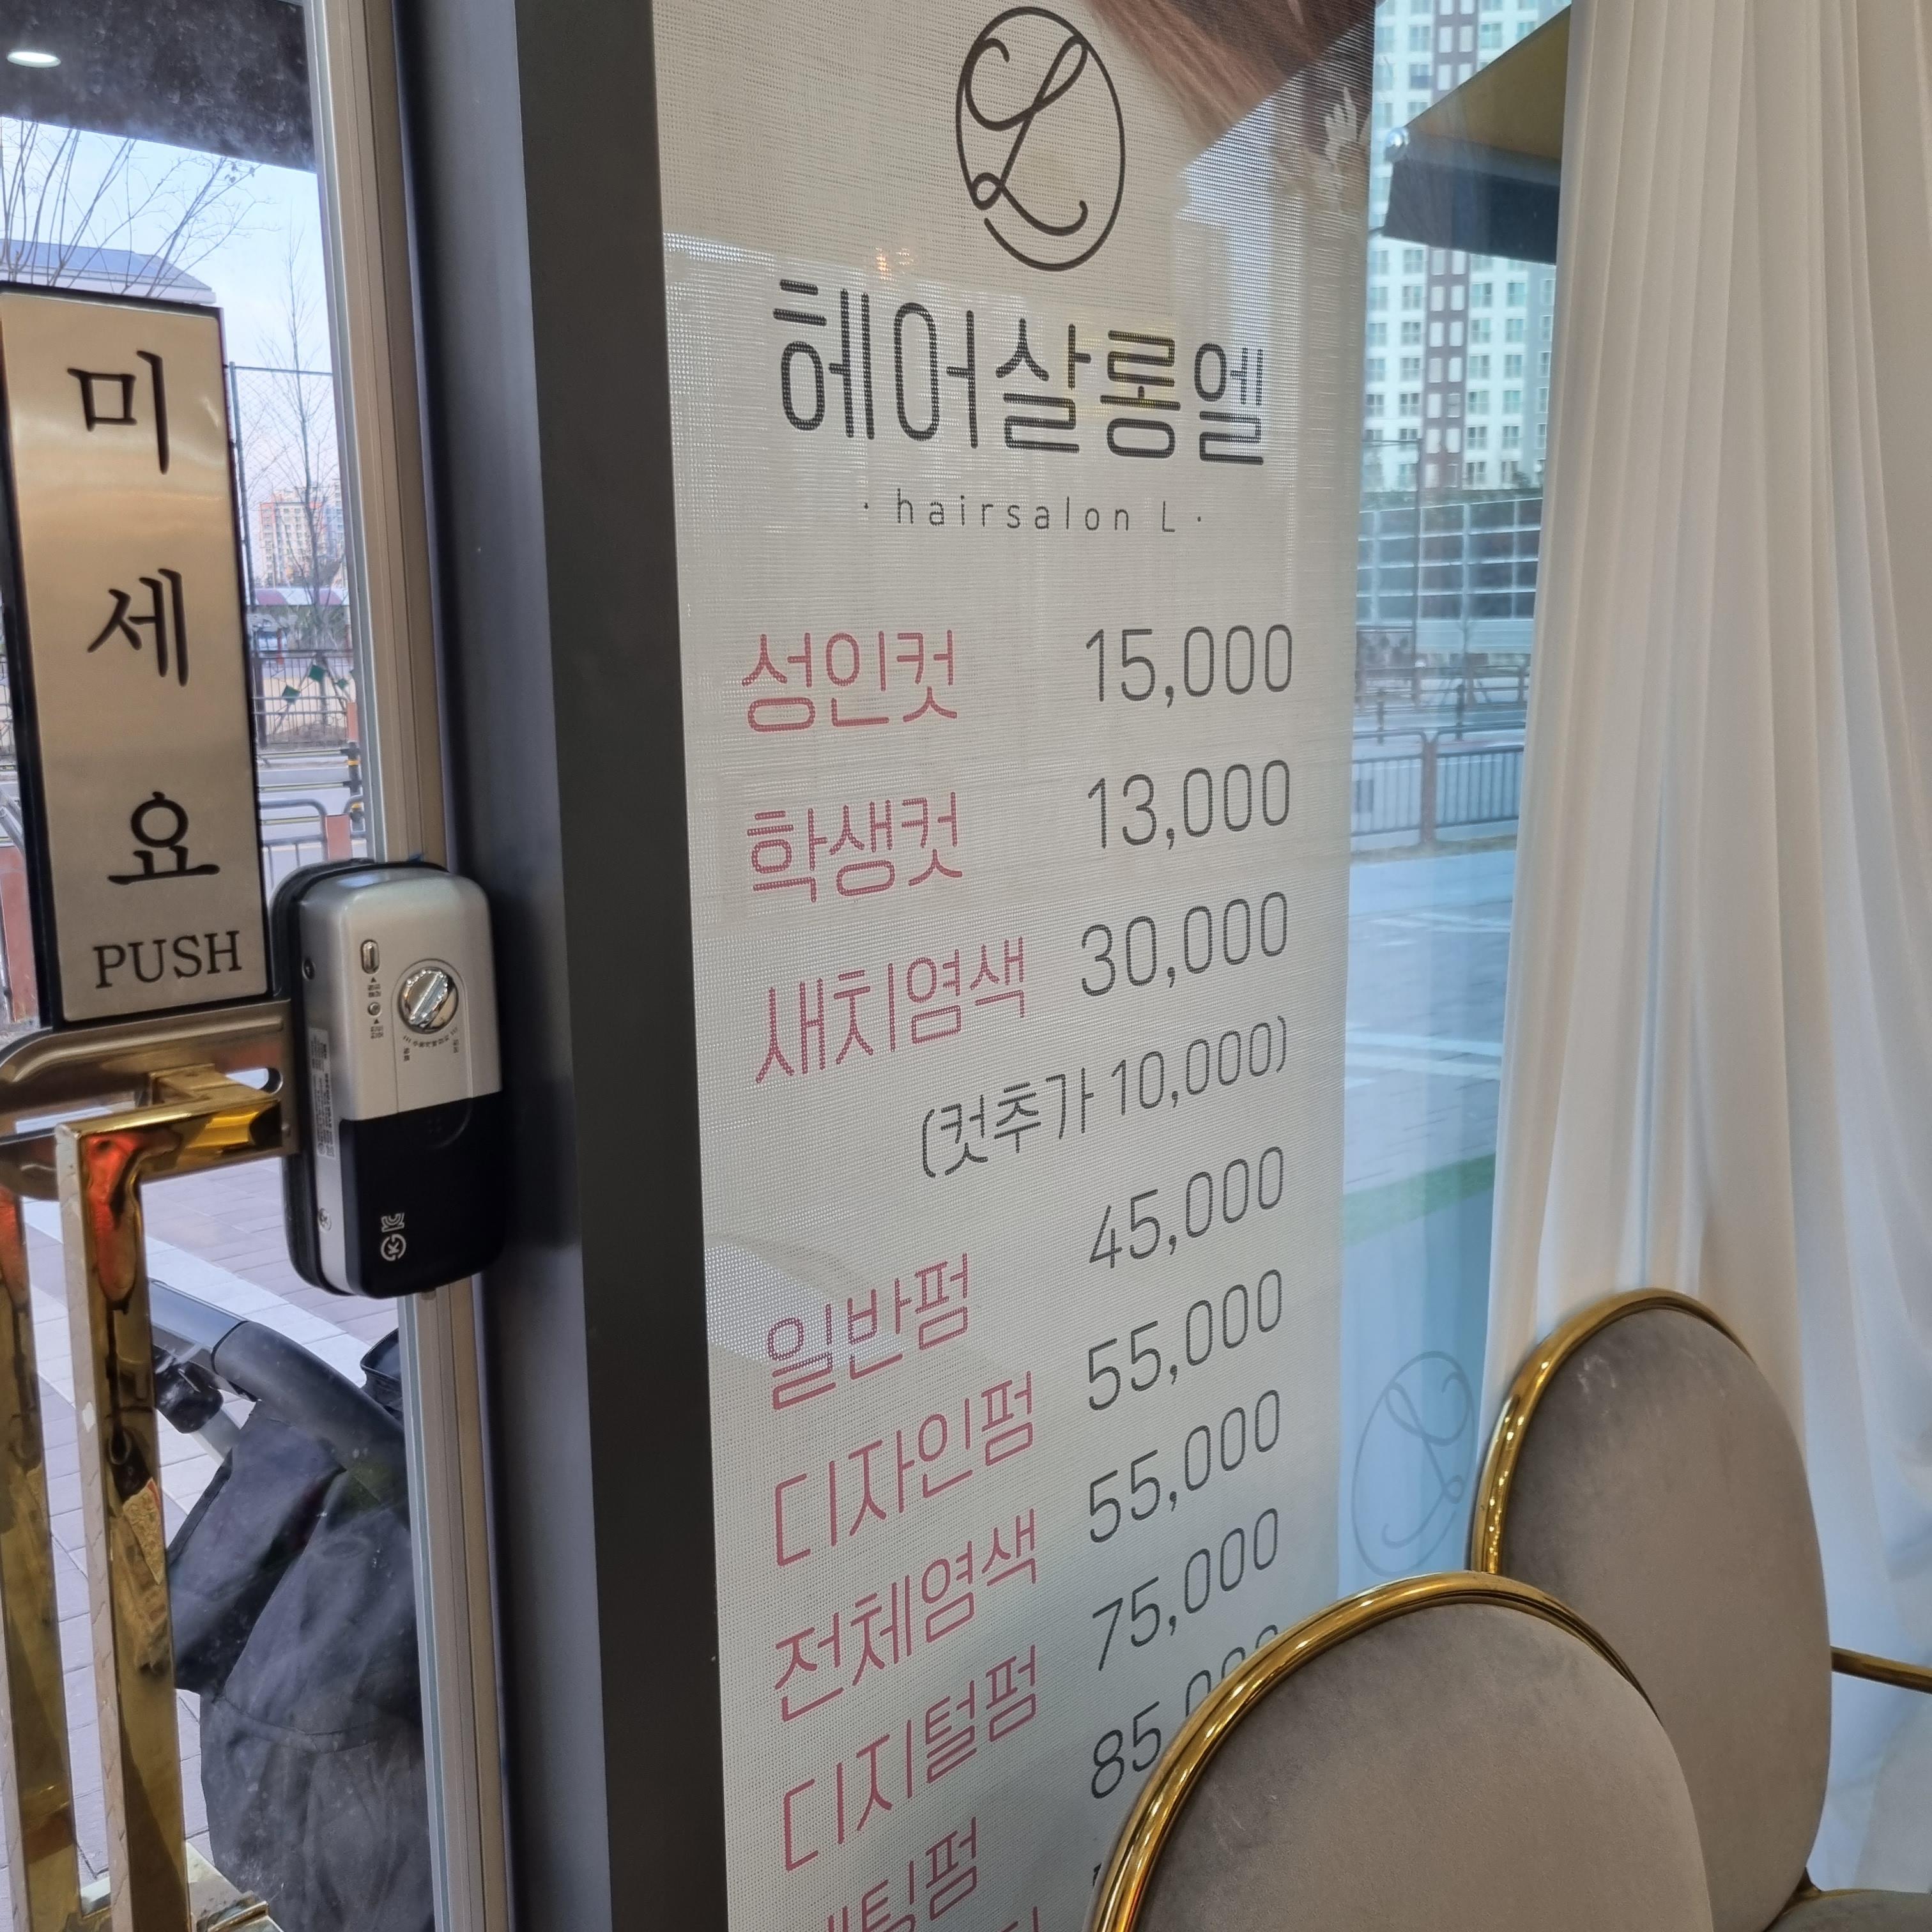 미
세
요
PUSH
L
헤어살롱엘
· hairsalon L ·
성인컷 15,000
학생컷 13,000
새치염색 30,000
(컷추가 10,000)
일반펌 45,000
디자인펌 55,000
전체염색 55,000
디지털펌 75,000